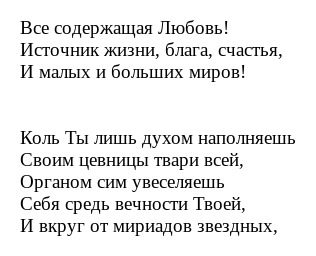 Все содержащая Любовь!
Источник жизни, блага, счастья,
И малых и больших миров!
Коль Ты лишь духом наполняешь
Своим цевницы твари всей,
Органом сим увеселяешь
Себя средь вечности Твоей,
И вкруг от мириадов звездных,